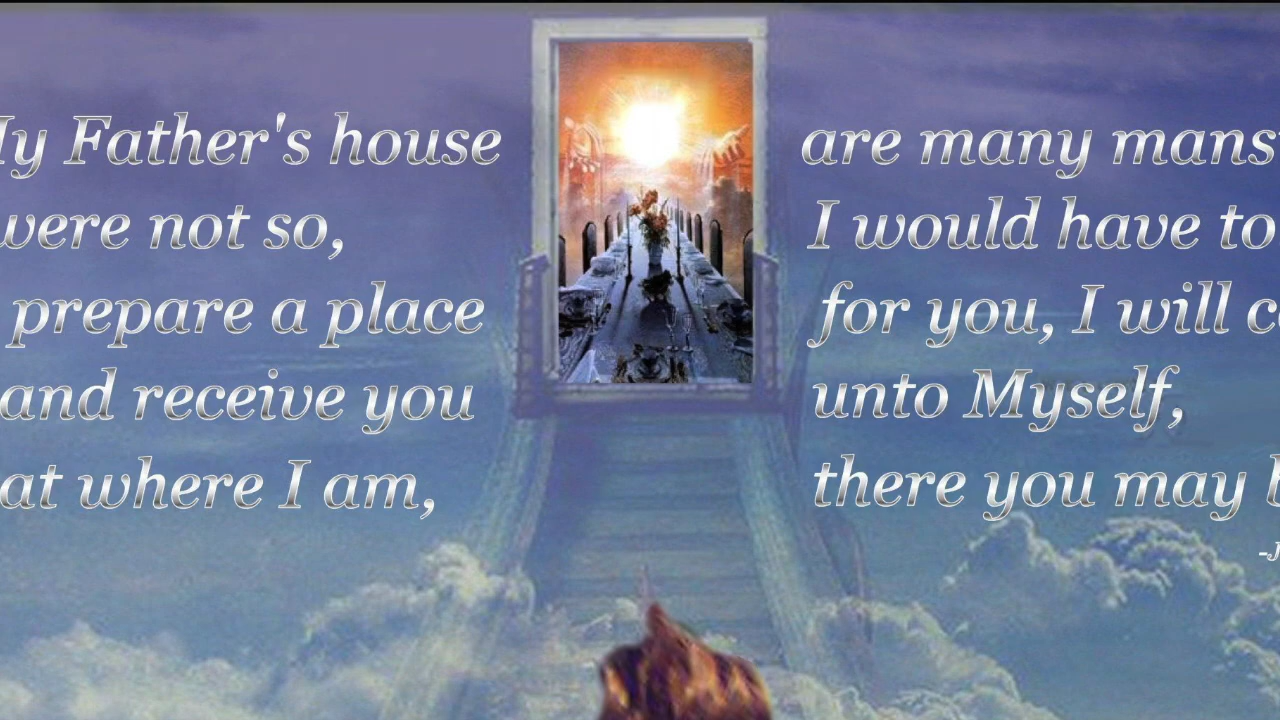 My Father's house are many mans
were not so, I would have to
prepare a place for you, I will c
and receive you unto Myself,
at where I am, there you may b
-J